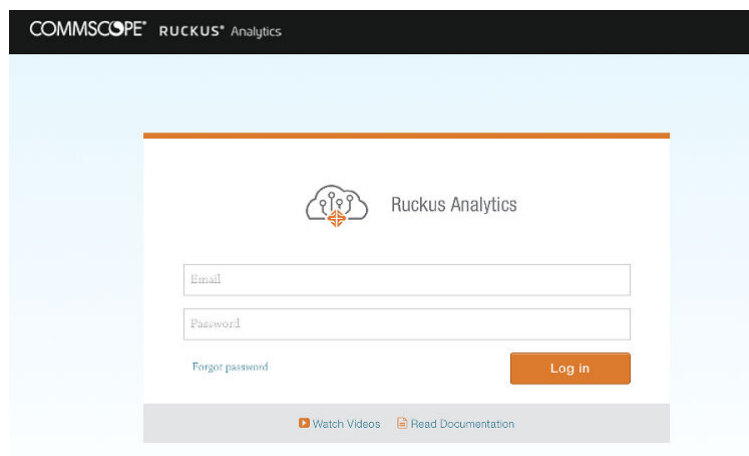 COMMSCOPE® RUCKUS® Analytics
Ruckus Analytics
Email
Password
Forgot password Log in
Watch Videos Read Documentation